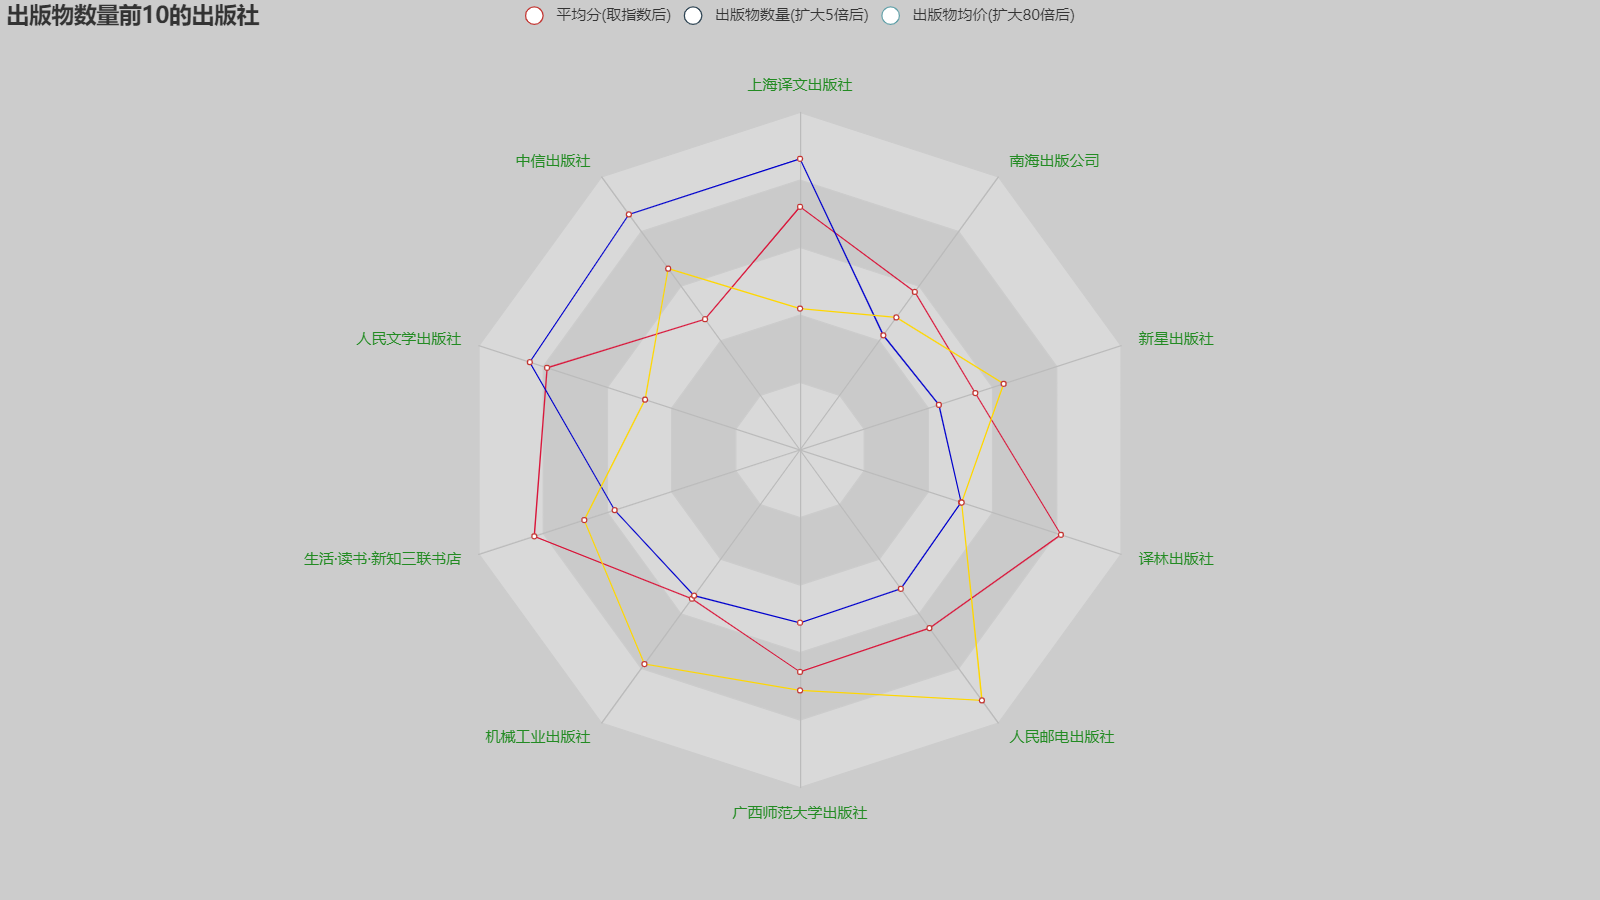 出版物数量前10的出版社
平均分(取指数后) 出版物数量(扩大5倍后) 出版物均价(扩大80倍后)
上海译文出版社
中信出版社
南海出版公司
人民文学出版社
新星出版社
生活·读书·新知三联书店
译林出版社
机械工业出版社
人民邮电出版社
广西师范大学出版社